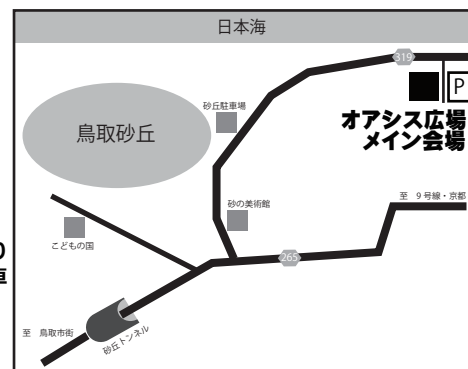 日本海
319
P
砂丘駐車場
オアシス広場
メイン会場
鳥取砂丘
砂の美術館
至 9号線・京都
こどもの国
265
至 鳥取市街
砂丘トンネル